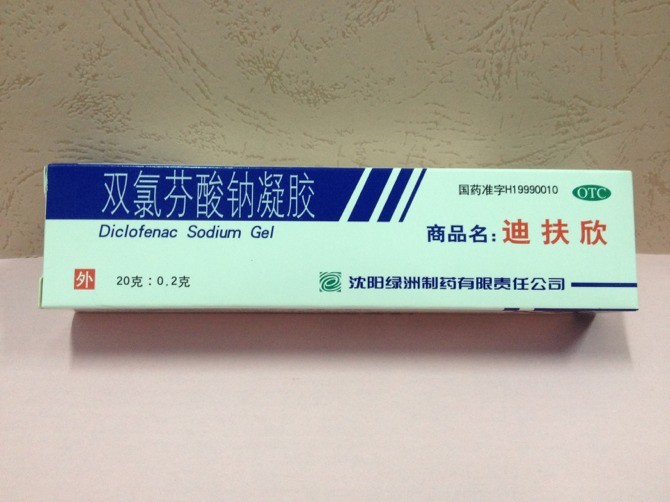 双氯芬酸钠凝胶
Diclofenac Sodium Gel
国药准字H19990010
OTC
商品名：迪扶欣
外
20克：0.2克
沈阳绿洲制药有限责任公司